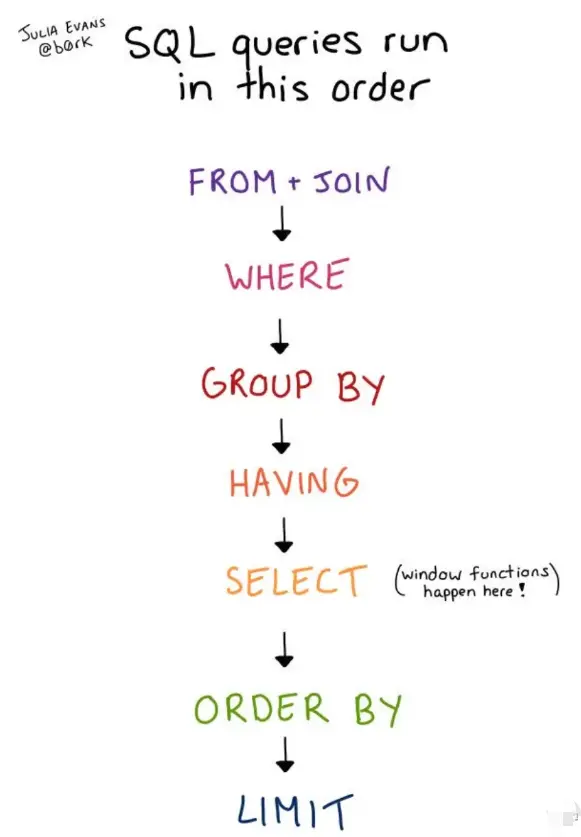 JULIA EVANS
@b0rk
SQL queries run
in this order
FROM + JOIN
WHERE
GROUP BY
HAVING
SELECT (window functions
happen here!)
ORDER BY
LIMIT